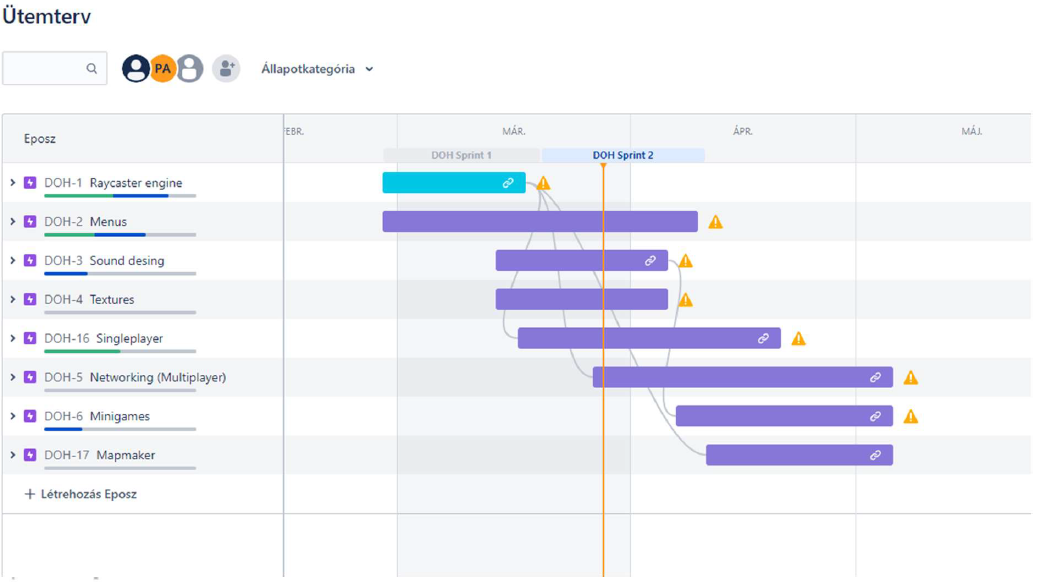 Ütemterv
PA
Állapotkategória
Eposz
EBR.
MÁR.
ÁPR.
MÁJ.
DOH Sprint 1
DOH Sprint 2
DOH-1 Raycaster engine
DOH-2 Menus
DOH-3 Sound desing
DOH-4 Textures
DOH-16 Singleplayer
DOH-5 Networking (Multiplayer)
DOH-6 Minigames
DOH-17 Mapmaker
+ Létrehozás Eposz